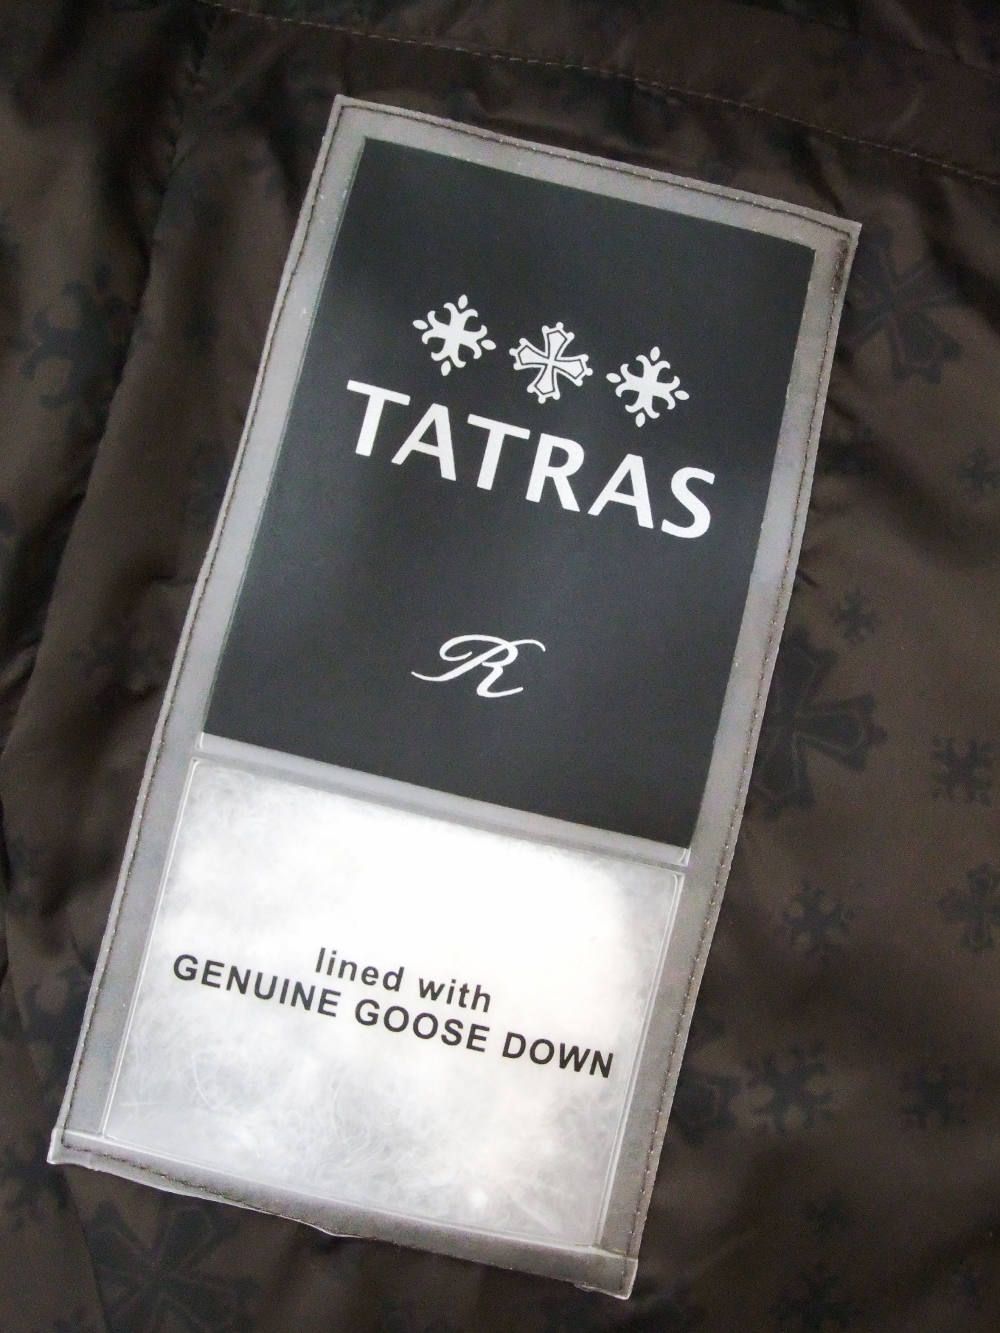 TATRAS
R
lined with
GENUINE GOOSE DOWN